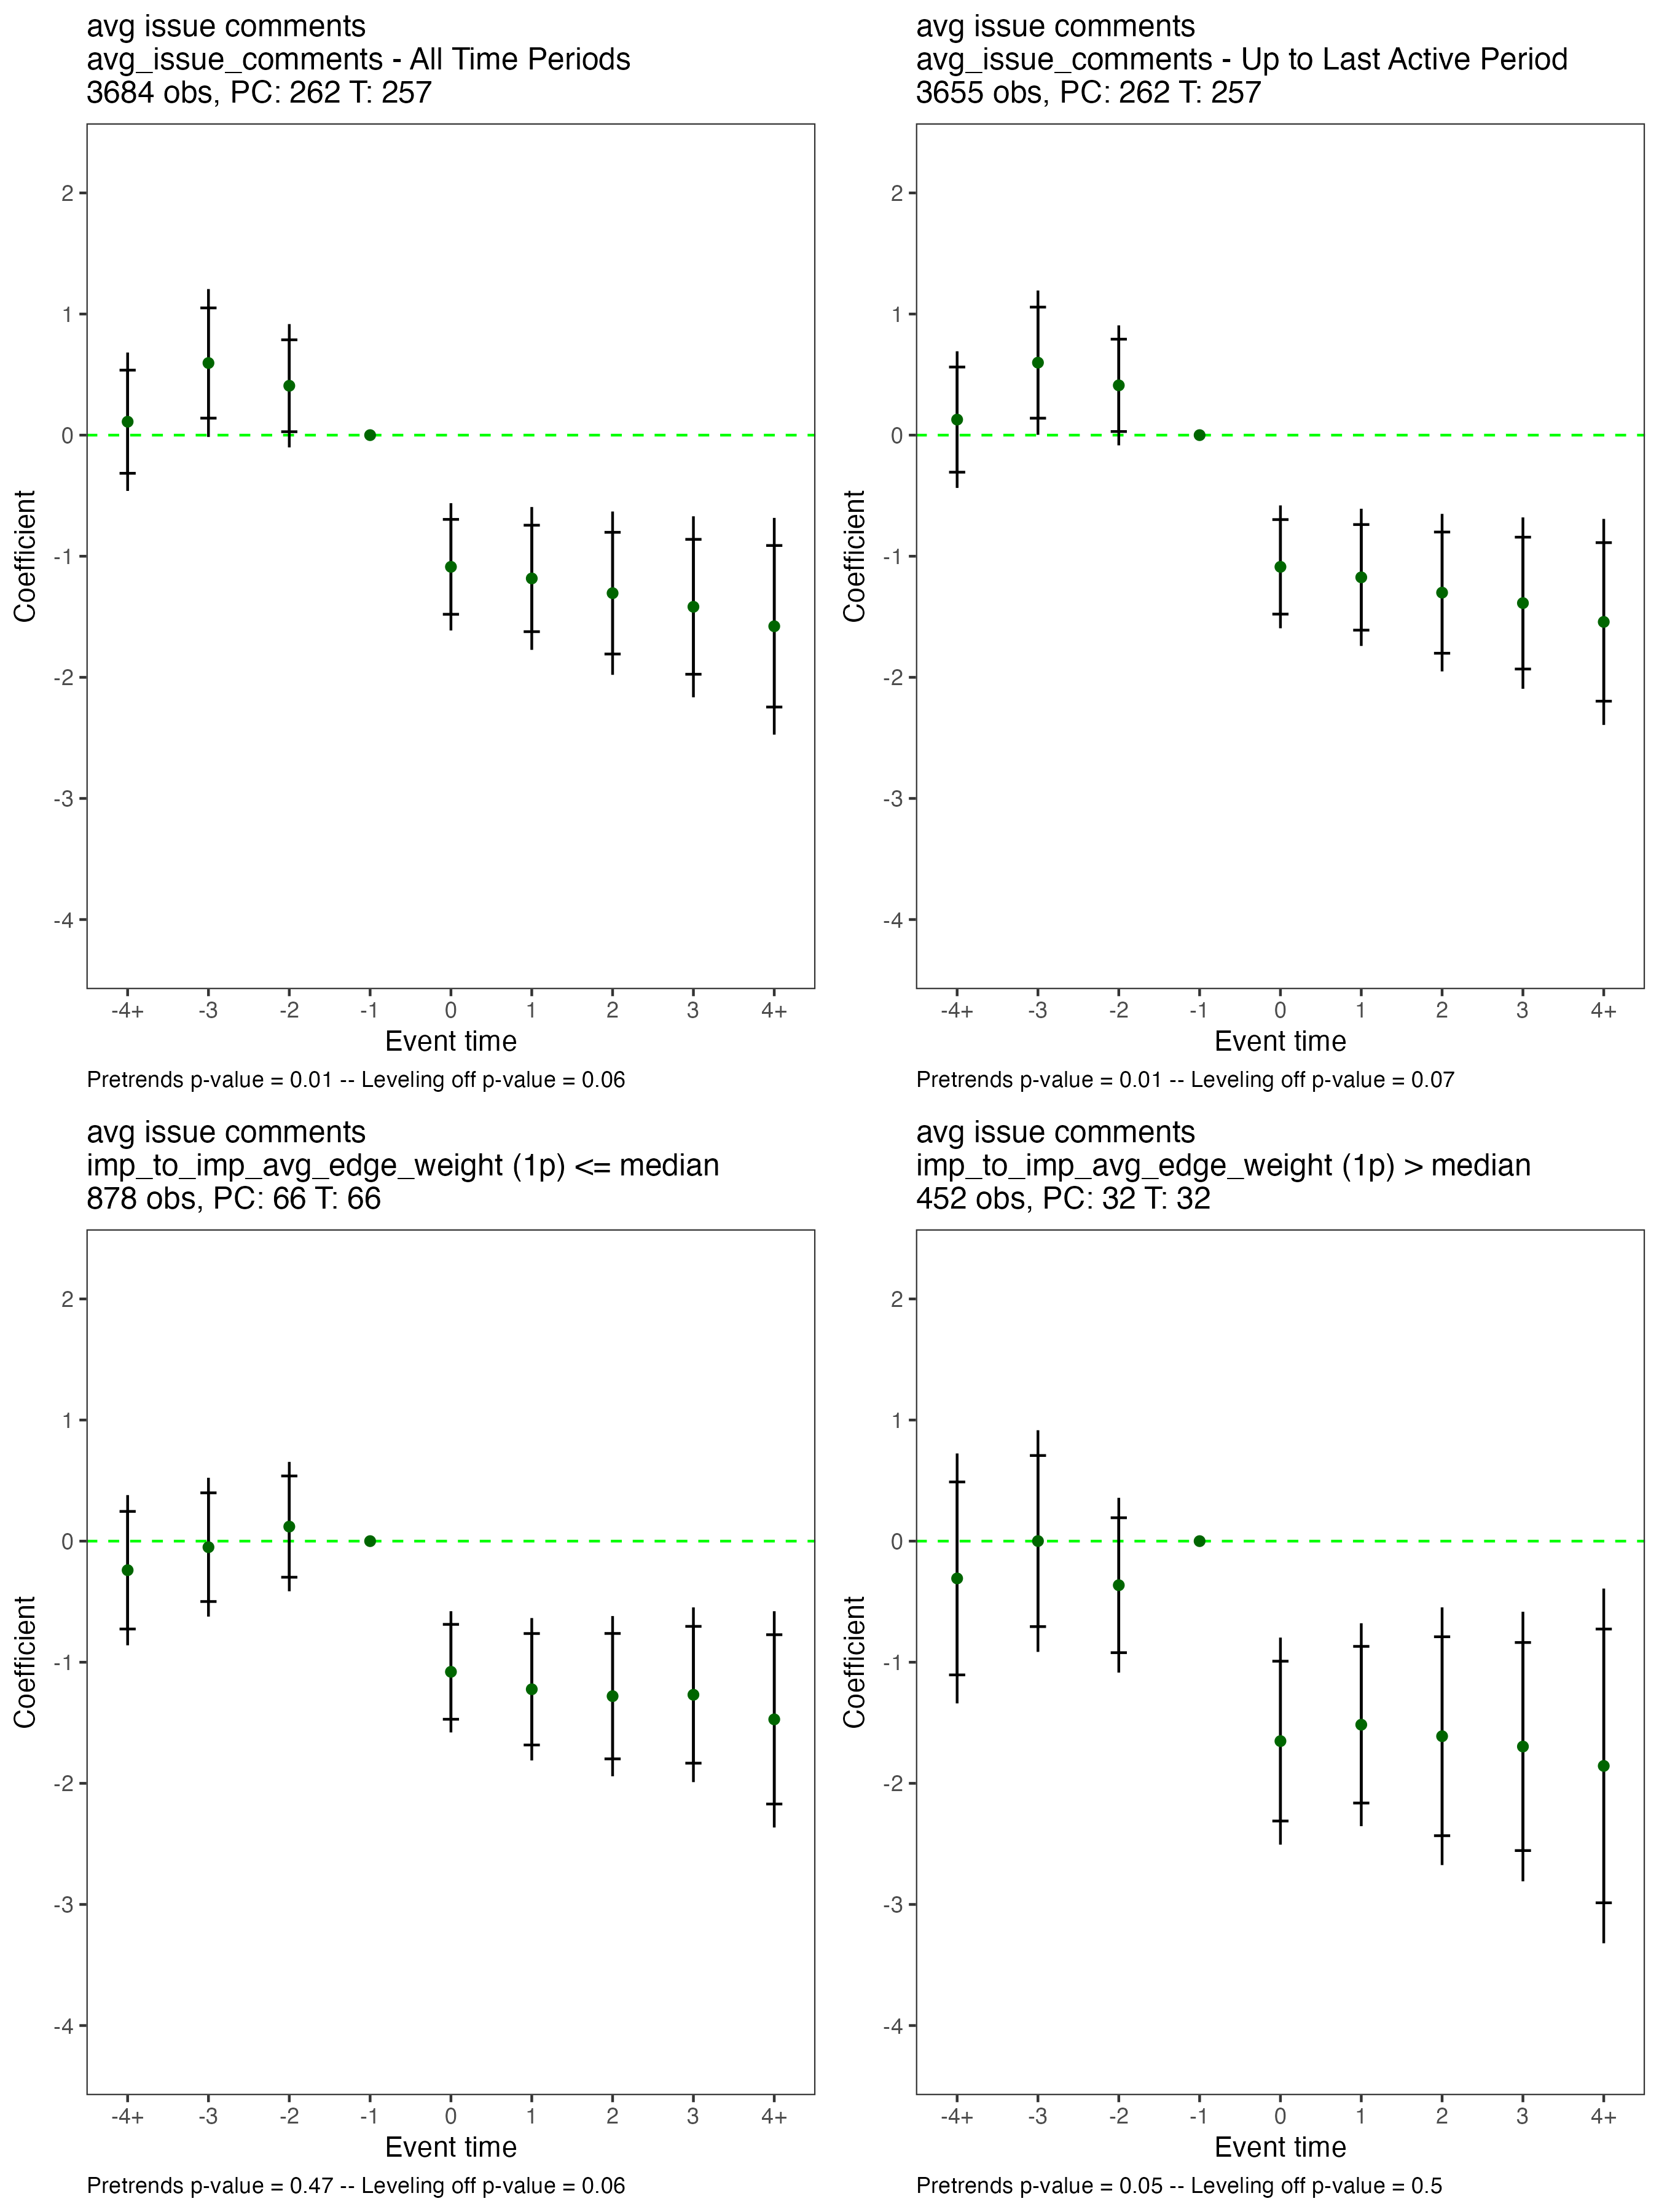 avg issue comments
avg_issue_comments - All Time Periods
3684 obs, PC: 262 T: 257
2
1
0
-1
-2
-3
-4
Coefficient
-4+ -3 -2 -1 0 1 2 3 4+
Event time
Pretrends p-value = 0.01 -- Leveling off p-value = 0.06
avg issue comments
avg_issue_comments - Up to Last Active Period
3655 obs, PC: 262 T: 257
2
1
0
-1
-2
-3
-4
Coefficient
-4+ -3 -2 -1 0 1 2 3 4+
Event time
Pretrends p-value = 0.01 -- Leveling off p-value = 0.07
avg issue comments
imp_to_imp_avg_edge_weight (1p) <= median
878 obs, PC: 66 T: 66
2
1
0
-1
-2
-3
-4
Coefficient
-4+ -3 -2 -1 0 1 2 3 4+
Event time
Pretrends p-value = 0.47 -- Leveling off p-value = 0.06
avg issue comments
imp_to_imp_avg_edge_weight (1p) > median
452 obs, PC: 32 T: 32
2
1
0
-1
-2
-3
-4
Coefficient
-4+ -3 -2 -1 0 1 2 3 4+
Event time
Pretrends p-value = 0.05 -- Leveling off p-value = 0.5